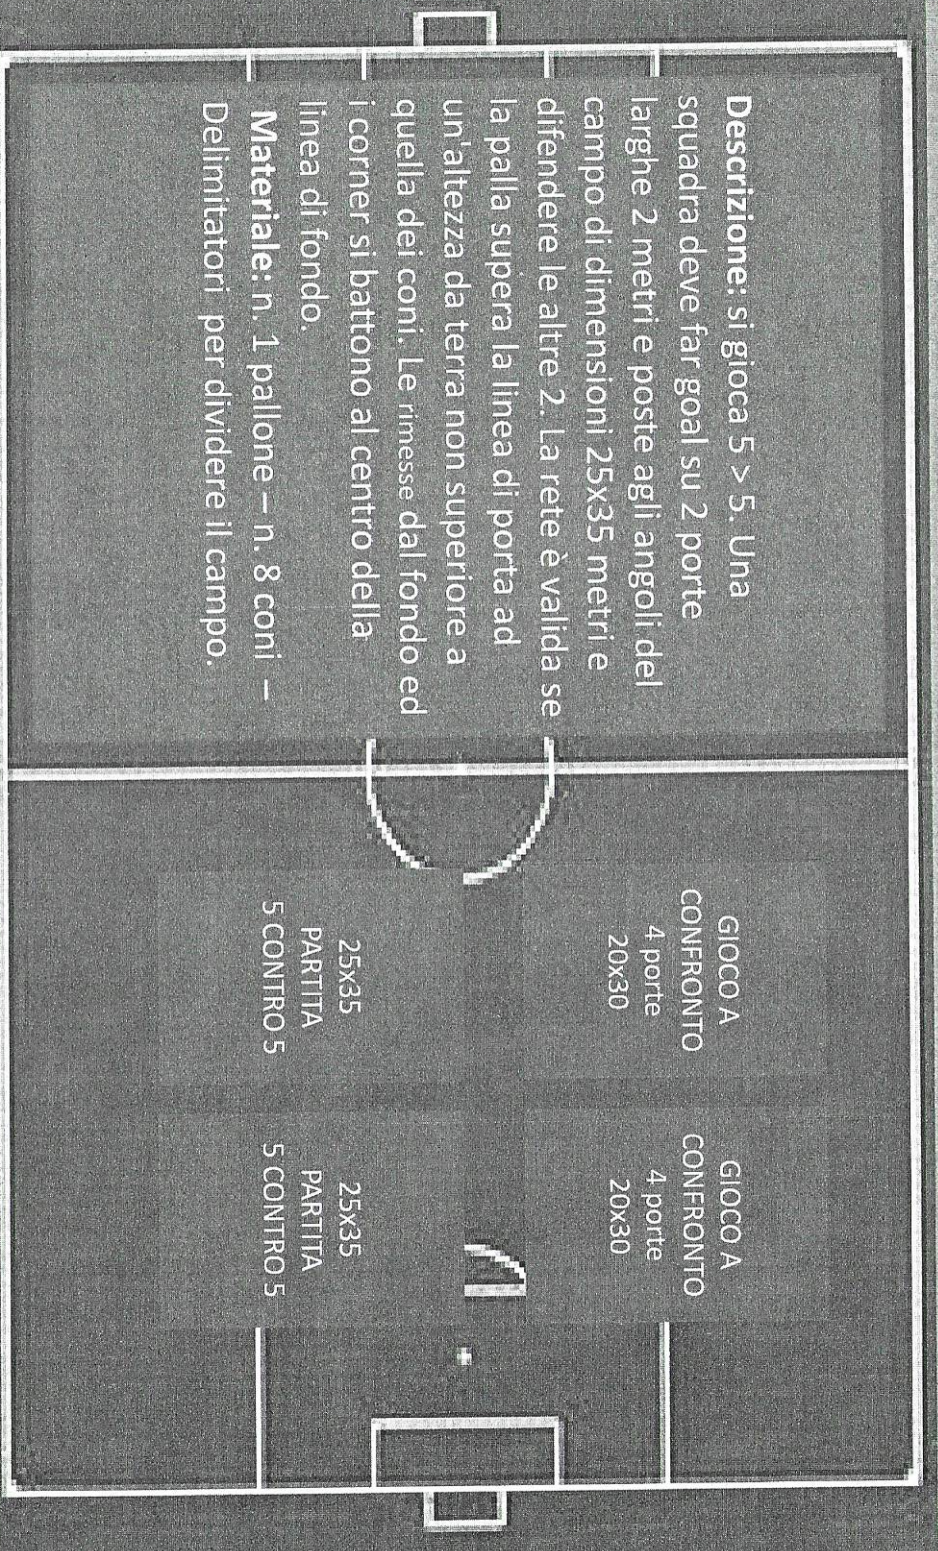 Descrizione: si gioca 5 > 5. Una
squadra deve far goal su 2 porte
larghe 2 metri e poste agli angoli del
campo di dimensioni 25x35 metri e
difendere le altre 2. La rete è valida se
la palla supera la linea di porta ad
un'altezza da terra non superiore a
quella dei coni. Le rimesse dal fondo ed
i corner si battono al centro della
linea di fondo.
Materiale: n. 1 pallone – n. 8 coni –
Delimitatori per dividere il campo.
GIOCO A
CONFRONTO
4 porte
20x30
GIOCO A
CONFRONTO
4 porte
20x30
25x35
PARTITA
5 CONTRO 5
25x35
PARTITA
5 CONTRO 5